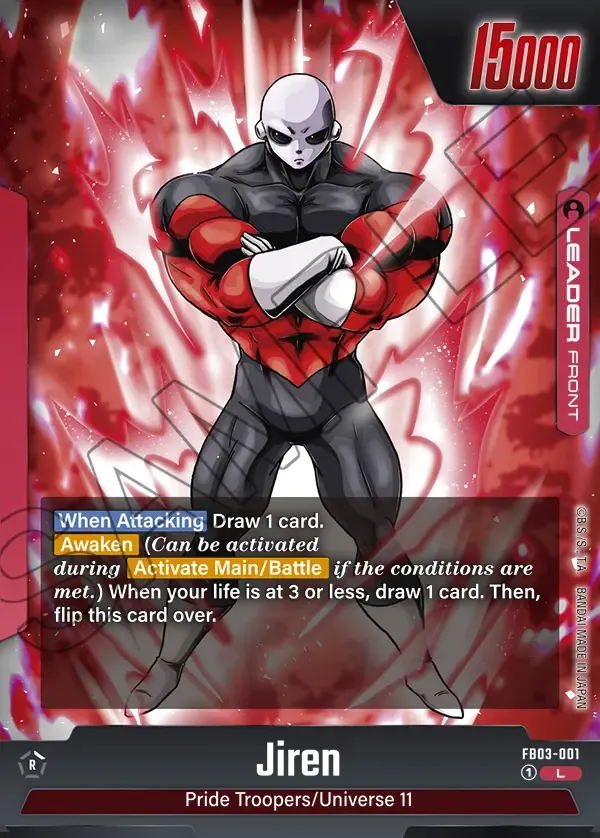 15000
LEADER FRONT
When Attacking Draw 1 card.
Awaken (Can be activated
during Activate Main/Battle if the conditions are
met.) When your life is at 3 or less, draw 1 card. Then,
flip this card over.
SAMPLE
©B.S./S., T.A. BANDAI MADE IN JAPAN
R
Jiren
FB03-001
1 L
Pride Troopers/Universe 11